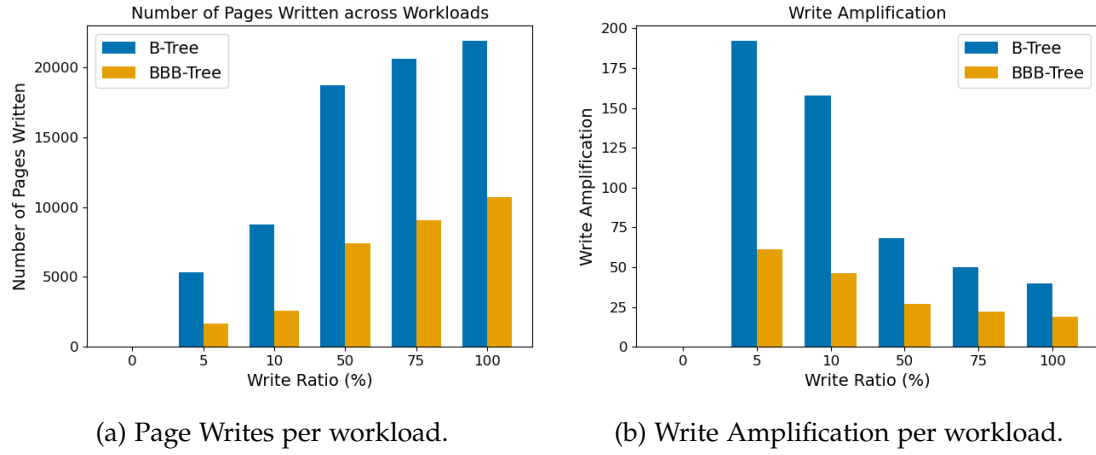 Number of Pages Written across Workloads
B-Tree
BBB-Tree
Number of Pages Written
20000
15000
10000
5000
0
0 5 10 50 75 100
Write Ratio (%)
(a) Page Writes per workload.
Write Amplification
B-Tree
BBB-Tree
Write Amplification
200
175
150
125
100
75
50
25
0
0 5 10 50 75 100
Write Ratio (%)
(b) Write Amplification per workload.